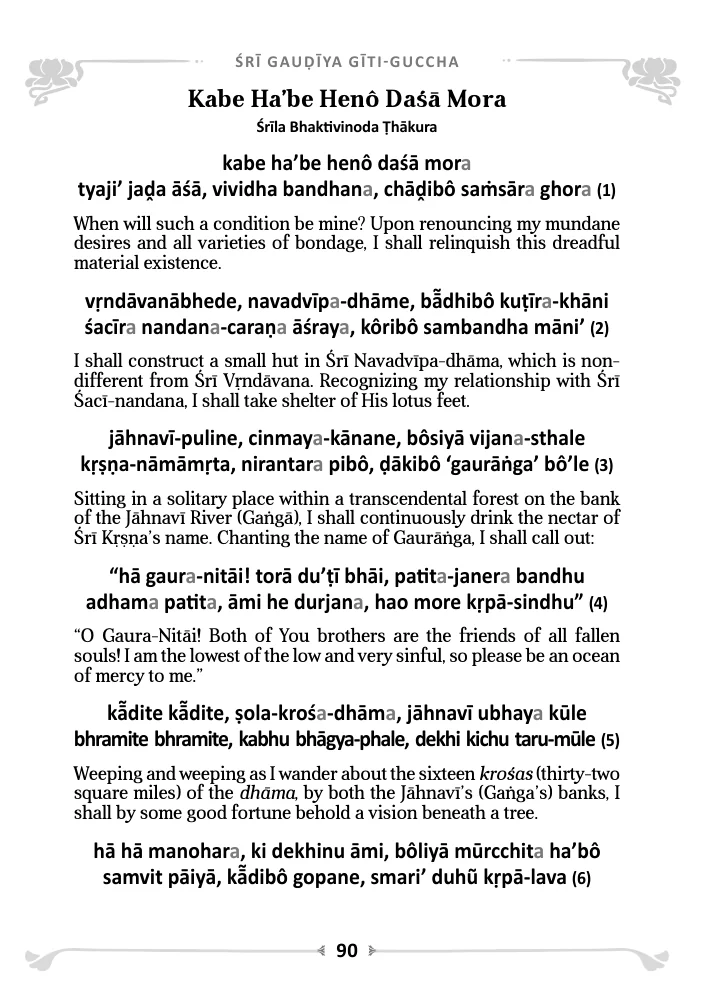 ŚRĪ GAUḌĪYA GĪTI-GUCCHA
Kabe Ha’be Henô Daśā Mora
Śrīla Bhaktivinoda Ṭhākura
kabe ha’be henô daśā mora
tyaji’ jaḍa āśā, vividha bandhana, chāḍibô saṁsāra ghora (1)
When will such a condition be mine? Upon renouncing my mundane
desires and all varieties of bondage, I shall relinquish this dreadful
material existence.
vṛndāvanābhede, navadvīpa-dhāme, bā̃dhibô kuṭīra-khāni
śacīra nandana-caraṇa āśraya, kôribô sambandha māni’ (2)
I shall construct a small hut in Śrī Navadvīpa-dhāma, which is non-
different from Śrī Vṛndāvana. Recognizing my relationship with Śrī
Śacī-nandana, I shall take shelter of His lotus feet.
jāhnavī-puline, cinmaya-kānane, bôsiyā vijana-sthale
kṛṣṇa-nāmāmṛta, nirantara pibô, ḍākibô ‘gaurāṅga’ bô’le (3)
Sitting in a solitary place within a transcendental forest on the bank
of the Jāhnavī River (Gaṅgā), I shall continuously drink the nectar of
Śrī Kṛṣṇa’s name. Chanting the name of Gaurāṅga, I shall call out:
“hā gaura-nitāi! torā du’ṭī bhāi, patita-janera bandhu
adhama patita, āmi he durjana, hao more kṛpā-sindhu” (4)
“O Gaura-Nitāi! Both of You brothers are the friends of all fallen
souls! I am the lowest of the low and very sinful, so please be an ocean
of mercy to me.”
kā̃dite kā̃dite, ṣola-krośa-dhāma, jāhnavī ubhaya kūle
bhramite bhramite, kabhu bhāgya-phale, dekhi kichu taru-mūle (5)
Weeping and weeping as I wander about the sixteen krośas (thirty-two
square miles) of the dhāma, by both the Jāhnavī’s (Gaṅga’s) banks, I
shall by some good fortune behold a vision beneath a tree.
hā hā manohara, ki dekhinu āmi, bôliyā mūrcchita ha’bô
samvit pāiyā, kā̃dibô gopane, smari’ duhũ kṛpā-lava (6)
90